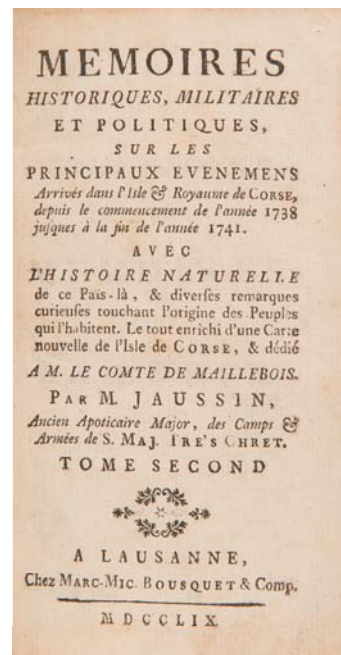 MEMOIRES
HISTORIQUES, MILITAIRES
ET POLITIQUES,
SUR LES
PRINCIPAUX EVENEMENS
Arrivés dans l'Isle & Royaume de CORSE,
depuis le commencement de l'année 1738
juſques à la fin de l'année 1741.
AVEC
L'HISTOIRE NATURELLE
de ce Païs-là, & diverſes remarques
curieuſes touchant l'origine des Peuples
qui l'habitent. Le tout enrichi d'une Carte
nouvelle de l'Isle de CORSE, & dédié
A M. LE COMTE DE MAILLEBOIS.
PAR M. JAUSSIN,
Ancien Apoticaire Major, des Camps &
Armées de S. MAJ. TRE'S CHRET.
TOME SECOND
A LAUSANNE,
Chez MARC-MIC. BOUSQUET & Comp.
MDCCLIX.